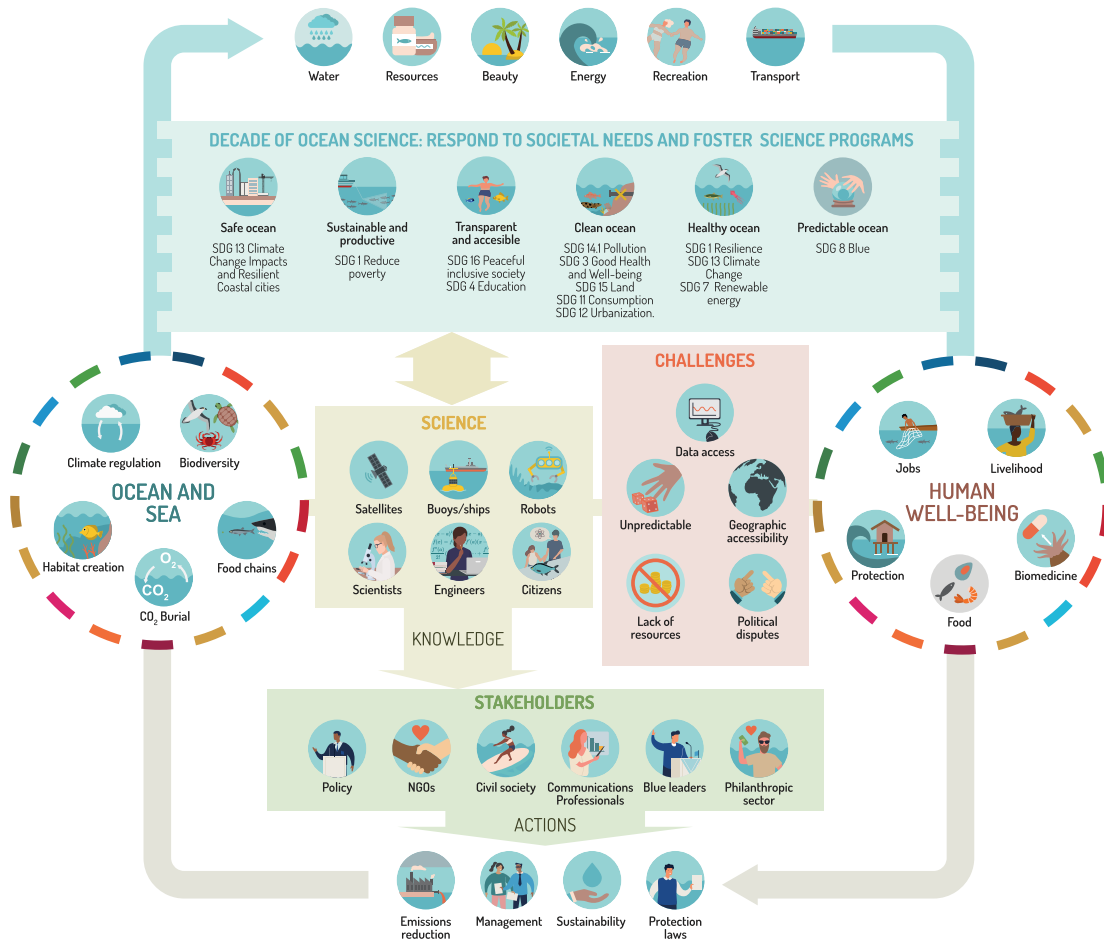 Water
Resources
Beauty
Energy
Recreation
Transport
DECADE OF OCEAN SCIENCE: RESPOND TO SOCIETAL NEEDS AND FOSTER SCIENCE PROGRAMS
Safe ocean
SDG 13 Climate
Change Impacts
and Resilient
Coastal cities
Sustainable and
productive
SDG 1 Reduce
poverty
Transparent
and accesible
SDG 16 Peaceful
inclusive society
SDG 4 Education
Clean ocean
SDG 14.1 Pollution
SDG 3 Good Health
and Well-being
SDG 15 Land
SDG 11 Consumption
SDG 12 Urbanization.
Healthy ocean
SDG 1 Resilience
SDG 13 Climate
Change
SDG 7 Renewable
energy
Predictable ocean
SDG 8 Blue
Climate regulation
Biodiversity
OCEAN AND
SEA
Habitat creation
Food chains
O2
CO2
CO2 Burial
SCIENCE
Satellites
Buoys/ships
Robots
Scientists
Engineers
Citizens
KNOWLEDGE
CHALLENGES
Data access
Unpredictable
Geographic
accessibility
Lack of
resources
Political
disputes
Jobs
Livelihood
HUMAN
WELL-BEING
Protection
Biomedicine
Food
STAKEHOLDERS
Policy
NGOs
Civil society
Communications
Professionals
Blue leaders
Philanthropic
sector
ACTIONS
Emissions
reduction
Management
Sustainability
Protection
laws